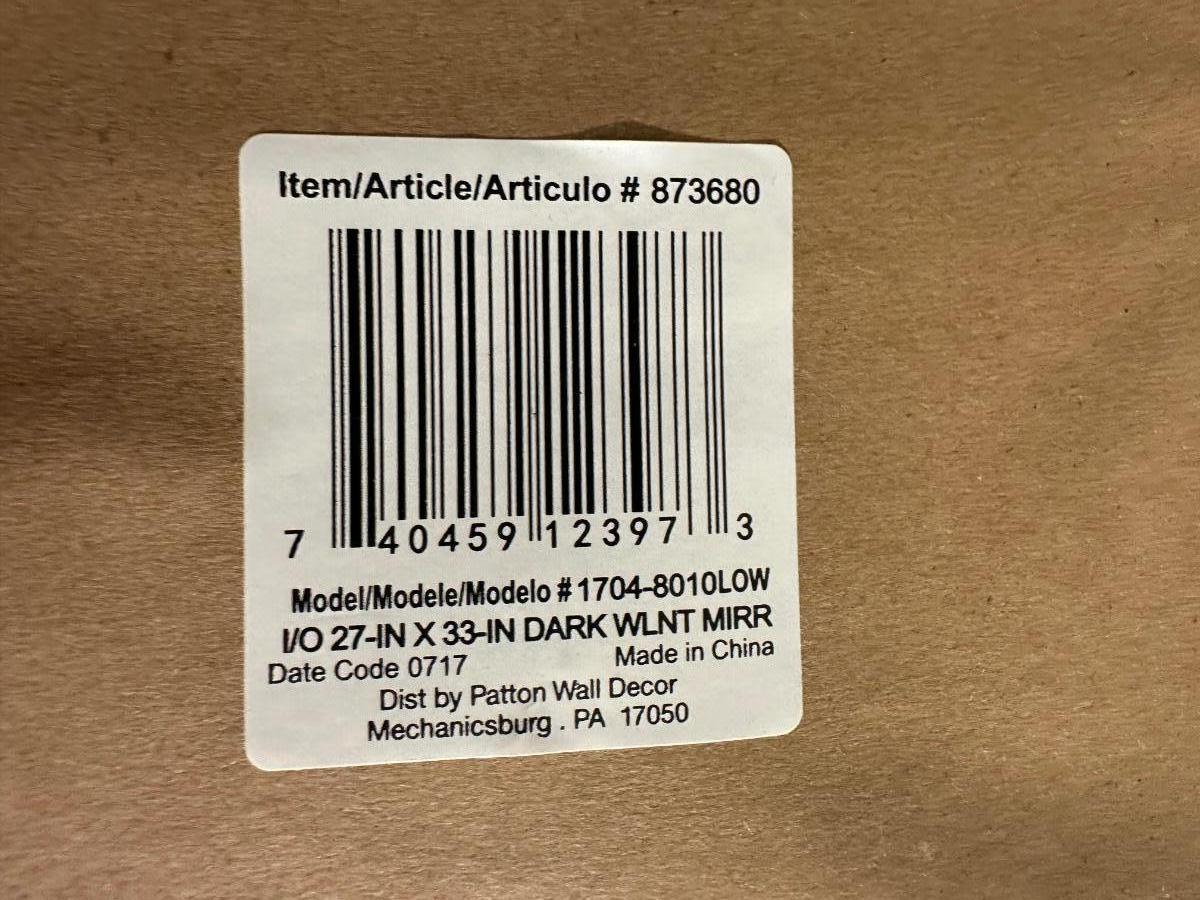 Item/Article/Articulo # 873680
7 40459 12397 3
Model/Modele/Modelo # 1704-8010LOW
I/O 27-IN X 33-IN DARK WLNT MIRR
Date Code 0717 Made in China
Dist by Patton Wall Decor
Mechanicsburg . PA 17050